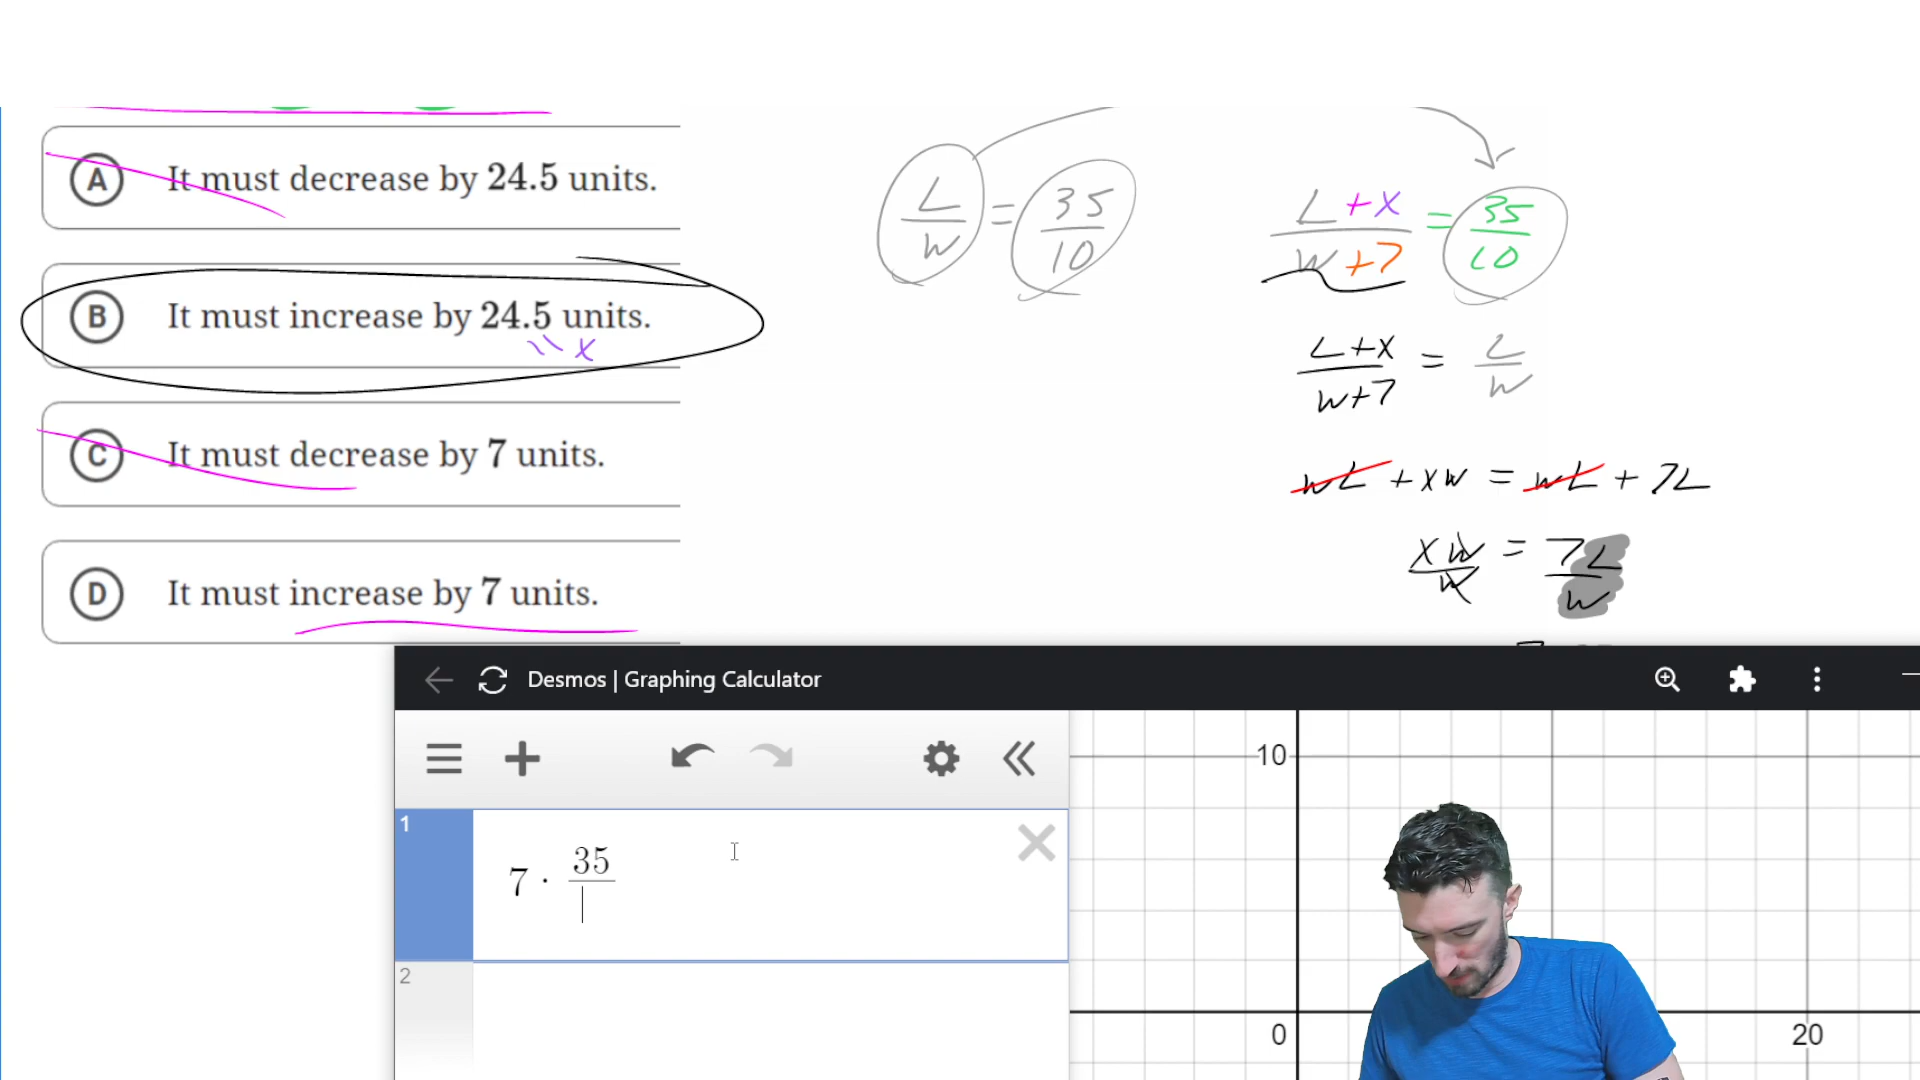 A It must decrease by 24.5 units.
B It must increase by 24.5 units.
x
C It must decrease by 7 units.
D It must increase by 7 units.
L/W = 35/10
L+x/W+7 = 35/10
L+x/W+7 = L/W
WL + xW = WL + 7L
xW/W = 7L/W
Desmos | Graphing Calculator
1
7 · 35/
2
10
0
20